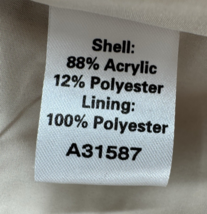 Shell:
88% Acrylic
12% Polyester
Lining:
100% Polyester
A31587